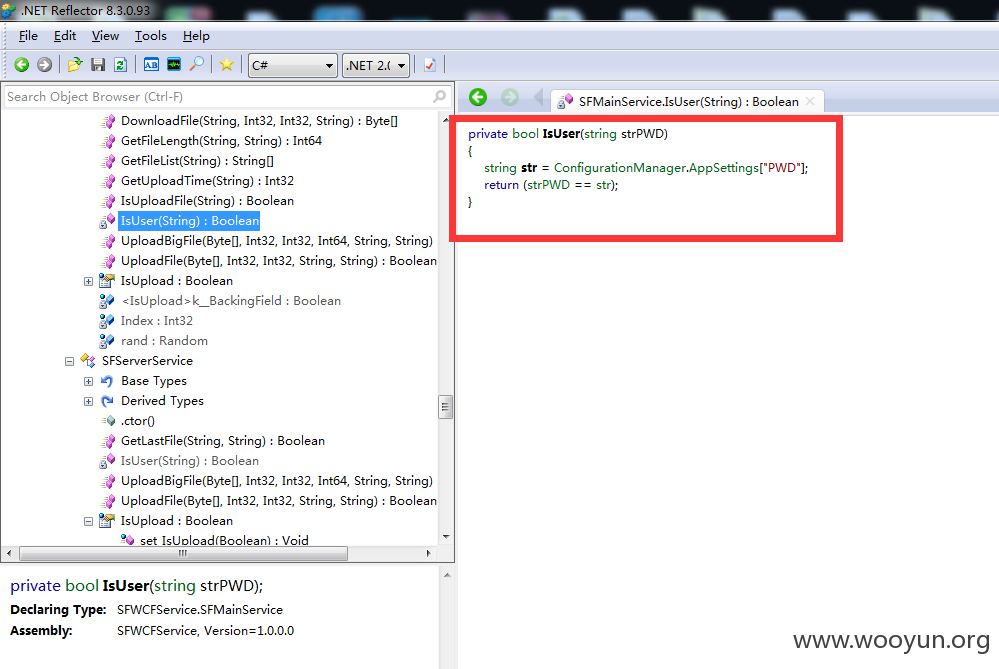 .NET Reflector 8.3.0.93
File Edit View Tools Help
C# .NET 2.(
Search Object Browser (Ctrl-F)
SFMainService.IsUser(String) : Boolean
DownloadFile(String, Int32, Int32, String) : Byte[]
GetFileLength(String, String) : Int64
GetFileList(String) : String[]
GetUploadTime(String) : Int32
IsUploadFile(String) : Boolean
IsUser(String) : Boolean
UploadBigFile(Byte[], Int32, Int32, Int64, String, String)
UploadFile(Byte[], Int32, Int32, String, String) : Boolean
IsUpload : Boolean
<IsUpload>k__BackingField : Boolean
Index : Int32
rand : Random
SFServerService
Base Types
Derived Types
.ctor()
GetLastFile(String, String) : Boolean
IsUser(String) : Boolean
UploadBigFile(Byte[], Int32, Int32, Int64, String, String)
UploadFile(Byte[], Int32, Int32, String, String) : Boolean
IsUpload : Boolean
set_IsUpload(Boolean) : Void
private bool IsUser(string strPWD)
{
string str = ConfigurationManager.AppSettings["PWD"];
return (strPWD == str);
}
private bool IsUser(string strPWD);
Declaring Type: SFWCFService.SFMainService
Assembly: SFWCFService, Version=1.0.0.0
www.wooyun.org